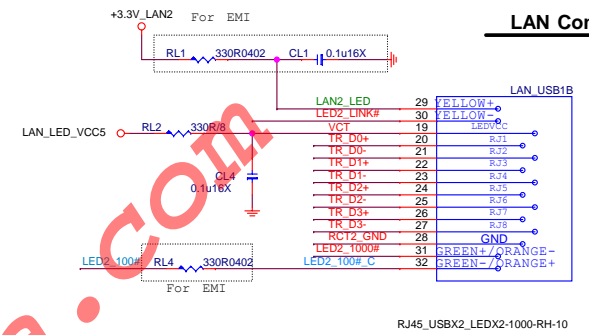 +3.3V_LAN2
For EMI
LAN Con
RL1 330R0402 CL1 0.1u16X
LAN_USB1B
LAN2_LED 29 YELLOW+
LED2_LINK# 30 YELLOW-
LAN_LED_VCC5 RL2 330R/8 VCT 19 LEDVCC
TR_D0+ 20 RJ1
TR_D0- 21 RJ2
TR_D1+ 22 RJ3
CL4 TR_D1- 23 RJ4
0.1u16X TR_D2+ 24 RJ5
TR_D2- 25 RJ6
TR_D3+ 26 RJ7
TR_D3- 27 RJ8
RCT2_GND 28 GND
LED2_1000# 31 GREEN+/ORANGE-
LED2_100# RL4 330R0402 LED2_100#_C 32 GREEN-/ORANGE+
For EMI
RJ45_USBX2_LEDX2-1000-RH-10
.com